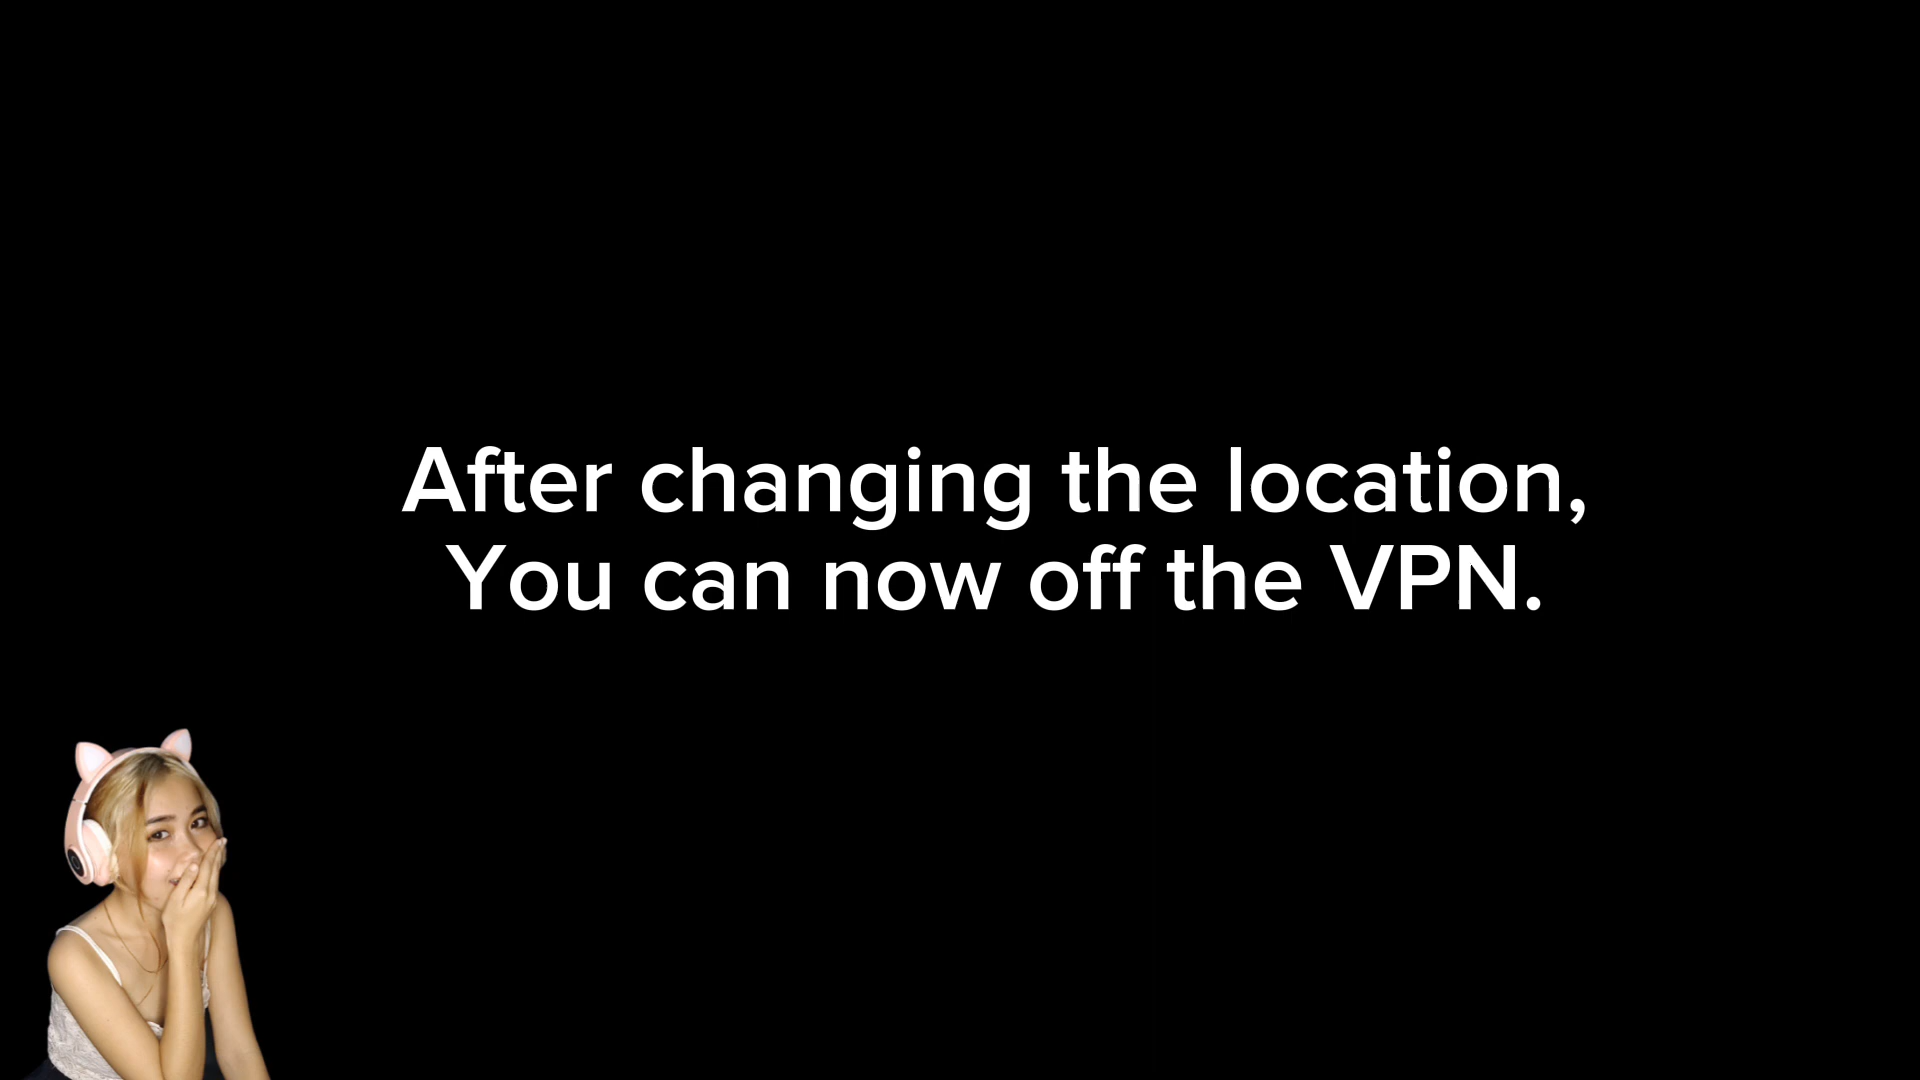 After changing the location,
You can now off the VPN.